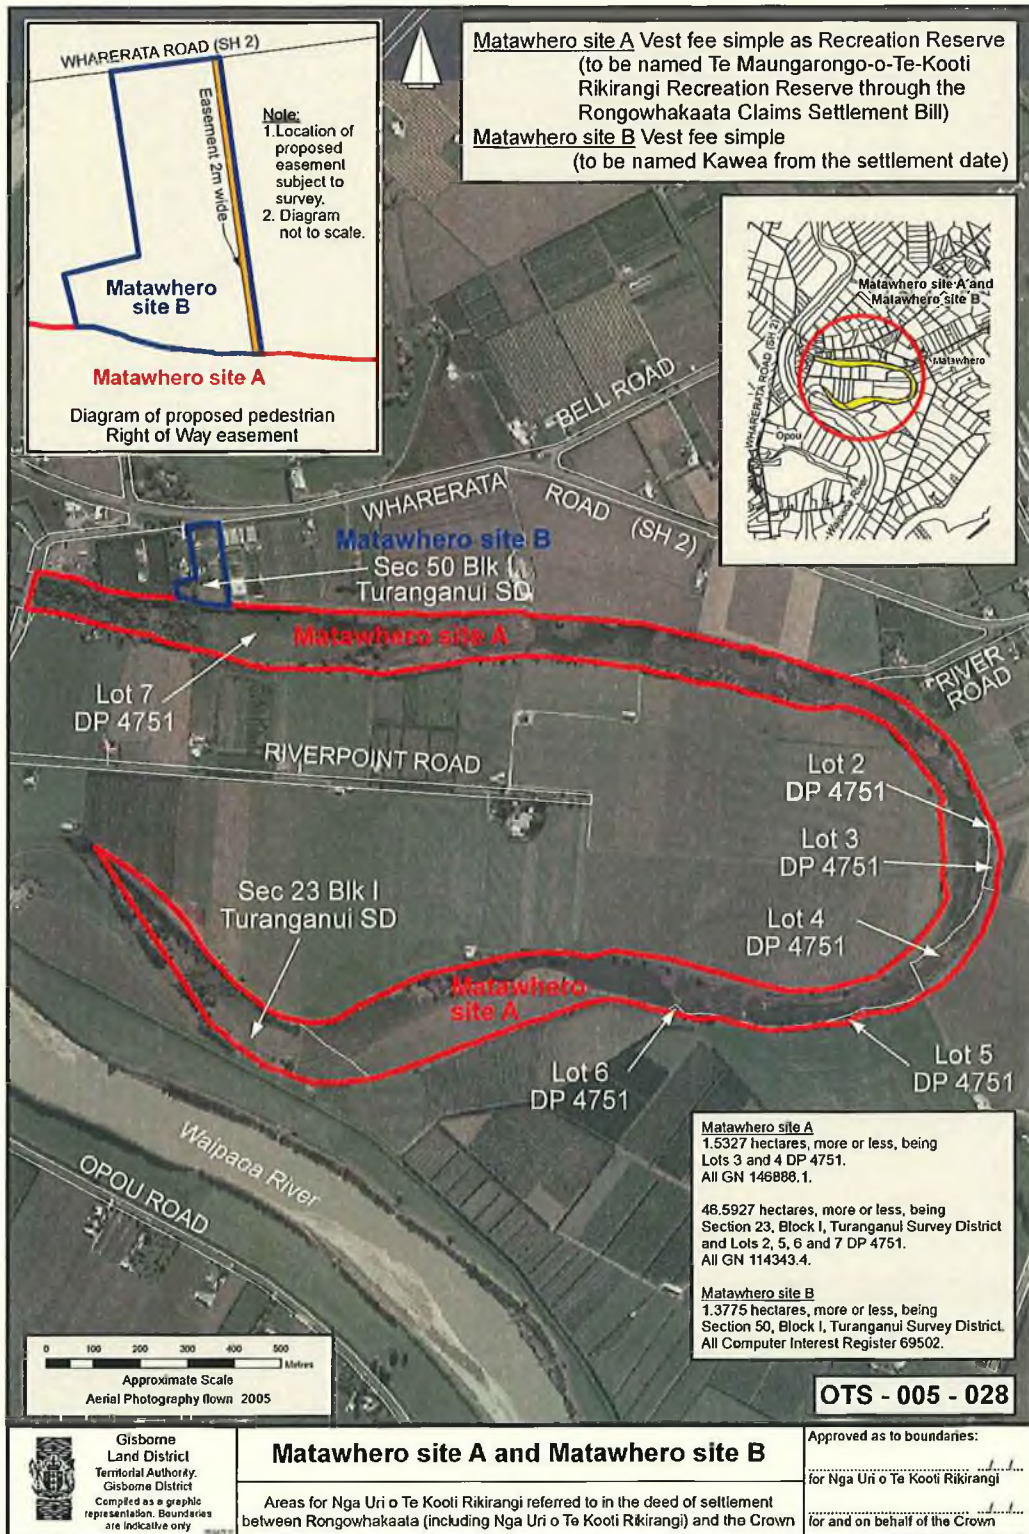 WHARERATA ROAD (SH 2)
Easement 2m wide
Note:
1. Location of
proposed
easement
subject to
survey.
2. Diagram
not to scale.
Matawhero
site B
Matawhero site A
Diagram of proposed pedestrian
Right of Way easement
Matawhero site A Vest fee simple as Recreation Reserve
(to be named Te Maungarongo-o-Te-Kooti
Rikirangi Recreation Reserve through the
Rongowhakaata Claims Settlement Bill)
Matawhero site B Vest fee simple
(to be named Kawea from the settlement date)
Matawhero site A and
Matawhero site B
Matawhero
WHARERATA ROAD (SH 2)
Opou
Waipaoa River
BELL ROAD
WHARERATA ROAD (SH 2)
Matawhero site B
Sec 50 Blk I
Turanganui SD
Matawhero site A
RIVER
ROAD
Lot 7
DP 4751
RIVERPOINT ROAD
Lot 2
DP 4751
Lot 3
DP 4751
Sec 23 Blk I
Turanganui SD
Lot 4
DP 4751
Matawhero
site A
Lot 6
DP 4751
Lot 5
DP 4751
Waipaoa River
OPOU ROAD
Matawhero site A
1.5327 hectares, more or less, being
Lots 3 and 4 DP 4751.
All GN 146886.1.
46.5927 hectares, more or less, being
Section 23, Block I, Turanganui Survey District
and Lots 2, 5, 6 and 7 DP 4751.
All GN 114343.4.
Matawhero site B
1.3775 hectares, more or less, being
Section 50, Block I, Turanganui Survey District.
All Computer Interest Register 69502.
0 100 200 300 400 500
Metres
Approximate Scale
Aerial Photography flown 2005
OTS - 005 - 028
Gisborne
Land District
Territorial Authority:
Gisborne District
Compiled as a graphic
representation. Boundaries
are indicative only
Matawhero site A and Matawhero site B
Areas for Nga Uri o Te Kooti Rikirangi referred to in the deed of settlement
between Rongowhakaata (including Nga Uri o Te Kooti Rikirangi) and the Crown
Approved as to boundaries:
.................... ../../..
for Nga Uri o Te Kooti Rikirangi
.................... ../../..
for and on behalf of the Crown